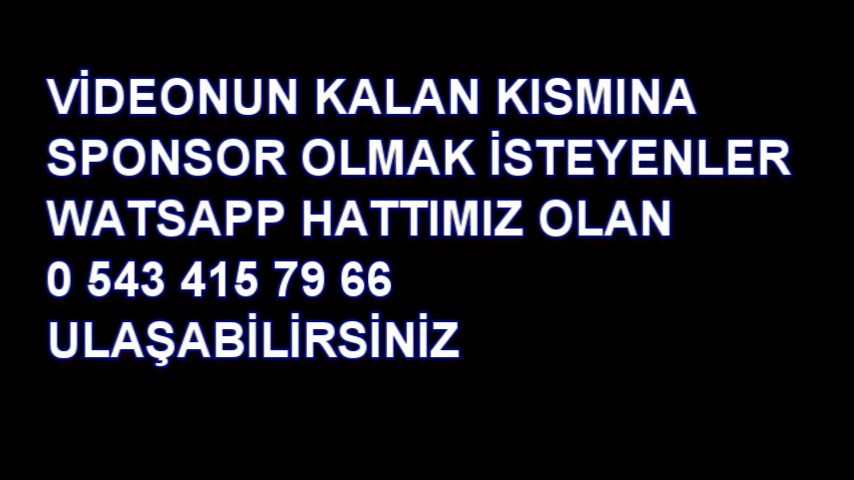 VİDEONUN KALAN KISMINA
SPONSOR OLMAK İSTEYENLER
WATSAPP HATTIMIZ OLAN
0 543 415 79 66
ULAŞABİLİRSİNİZ